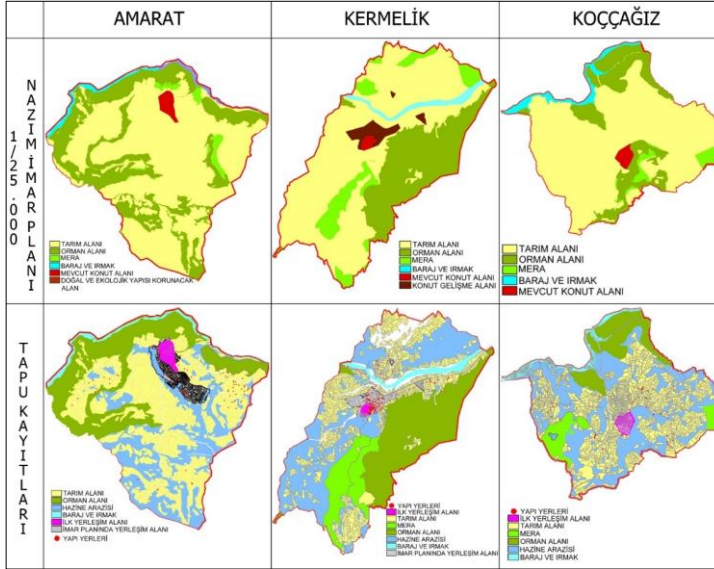 AMARAT
KERMELİK
KOÇÇAĞIZ
NAZIM İMAR PLANI
1/25.000
TARIM ALANI
ORMAN ALANI
MERA
BARAJ VE IRMAK
MEVCUT KONUT ALANI
DOĞAL VE EKOLOJİK YAPISI KORUNACAK
ALAN
TARIM ALANI
ORMAN ALANI
MERA
BARAJ VE IRMAK
MEVCUT KONUT ALANI
KONUT GELİŞME ALANI
TARIM ALANI
ORMAN ALANI
MERA
BARAJ VE IRMAK
MEVCUT KONUT ALANI
TAPU KAYITLARI
TARIM ALANI
ORMAN ALANI
HAZİNE ARAZİSİ
BARAJ VE IRMAK
İLK YERLEŞİM ALANI
İMAR PLANINDA YERLEŞİM ALANI
YAPI YERLERİ
YAPI YERLERİ
İLK YERLEŞİM ALANI
TARIM ALANI
MERA
ORMAN ALANI
HAZİNE ARAZİSİ
BARAJ VE IRMAK
İMAR PLANINDA YERLEŞİM ALANI
YAPI YERLERİ
İLK YERLEŞİM ALANI
TARIM ALANI
MERA
ORMAN ALANI
HAZİNE ARAZİSİ
BARAJ VE IRMAK